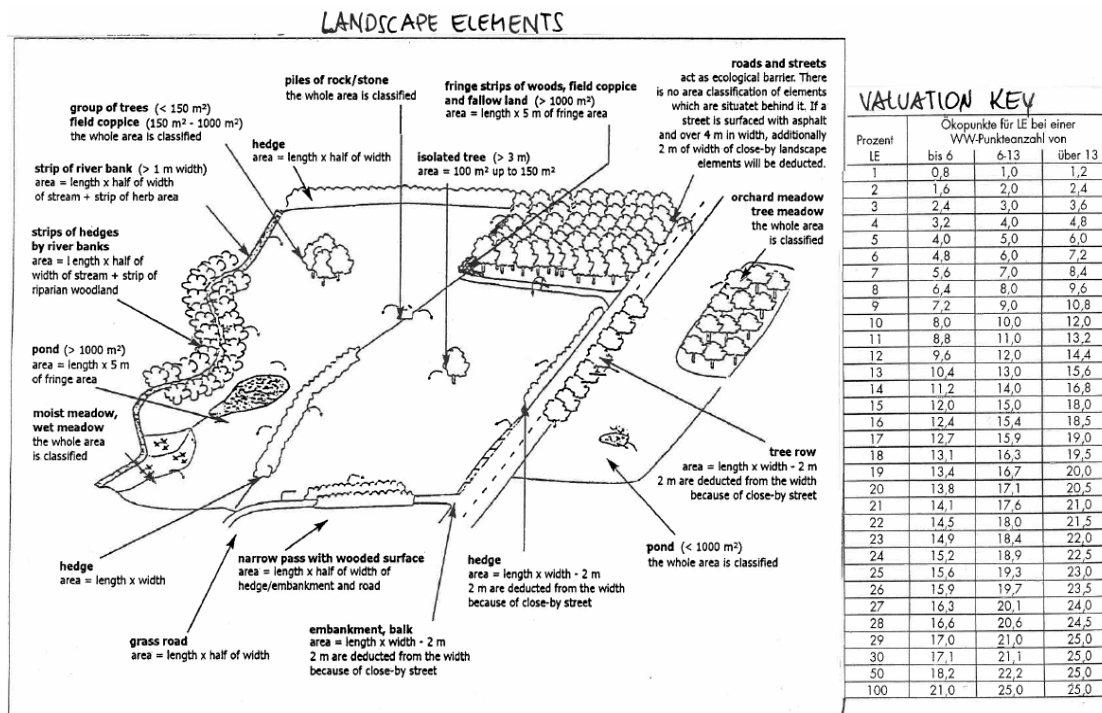 LANDSCAPE ELEMENTS
piles of rock/stone
the whole area is classified
fringe strips of woods, field coppice
and fallow land (> 1000 m²)
area = length x 5 m of fringe area
roads and streets
act as ecological barrier. There
is no area classification of elements
which are situatet behind it. If a
street is surfaced with asphalt
and over 4 m in width, additionally
2 m of width of close-by landscape
elements will be deducted.
group of trees (< 150 m²)
field coppice (150 m² - 1000 m²)
the whole area is classified
hedge
area = length x half of width
isolated tree (> 3 m)
area = 100 m² up to 150 m²
strip of river bank (> 1 m width)
area = length x half of width
of stream + strip of herb area
orchard meadow
tree meadow
the whole area
is classified
strips of hedges
by river banks
area = length x half of
width of stream + strip of
riparian woodland
pond (> 1000 m²)
area = length x 5 m
of fringe area
moist meadow,
wet meadow
the whole area
is classified
tree row
area = length x width - 2 m
2 m are deducted from the width
because of close-by street
pond (< 1000 m²)
the whole area is classified
hedge
area = length x width
narrow pass with wooded surface
area = length x half of width of
hedge/embankment and road
hedge
area = length x width - 2 m
2 m are deducted from the width
because of close-by street
grass road
area = length x half of width
embankment, balk
area = length x width - 2 m
2 m are deducted from the width
because of close-by street
VALUATION KEY
Prozent LE
Ökopunkte für LE bei einer
WW-Punkteanzahl von
bis 6 6-13 über 13
1 0,8 1,0 1,2
2 1,6 2,0 2,4
3 2,4 3,0 3,6
4 3,2 4,0 4,8
5 4,0 5,0 6,0
6 4,8 6,0 7,2
7 5,6 7,0 8,4
8 6,4 8,0 9,6
9 7,2 9,0 10,8
10 8,0 10,0 12,0
11 8,8 11,0 13,2
12 9,6 12,0 14,4
13 10,4 13,0 15,6
14 11,2 14,0 16,8
15 12,0 15,0 18,0
16 12,4 15,4 18,5
17 12,7 15,9 19,0
18 13,1 16,3 19,5
19 13,4 16,7 20,0
20 13,8 17,1 20,5
21 14,1 17,6 21,0
22 14,5 18,0 21,5
23 14,9 18,4 22,0
24 15,2 18,9 22,5
25 15,6 19,3 23,0
26 15,9 19,7 23,5
27 16,3 20,1 24,0
28 16,6 20,6 24,5
29 17,0 21,0 25,0
30 17,1 21,1 25,0
50 18,2 22,2 25,0
100 21,0 25,0 25,0